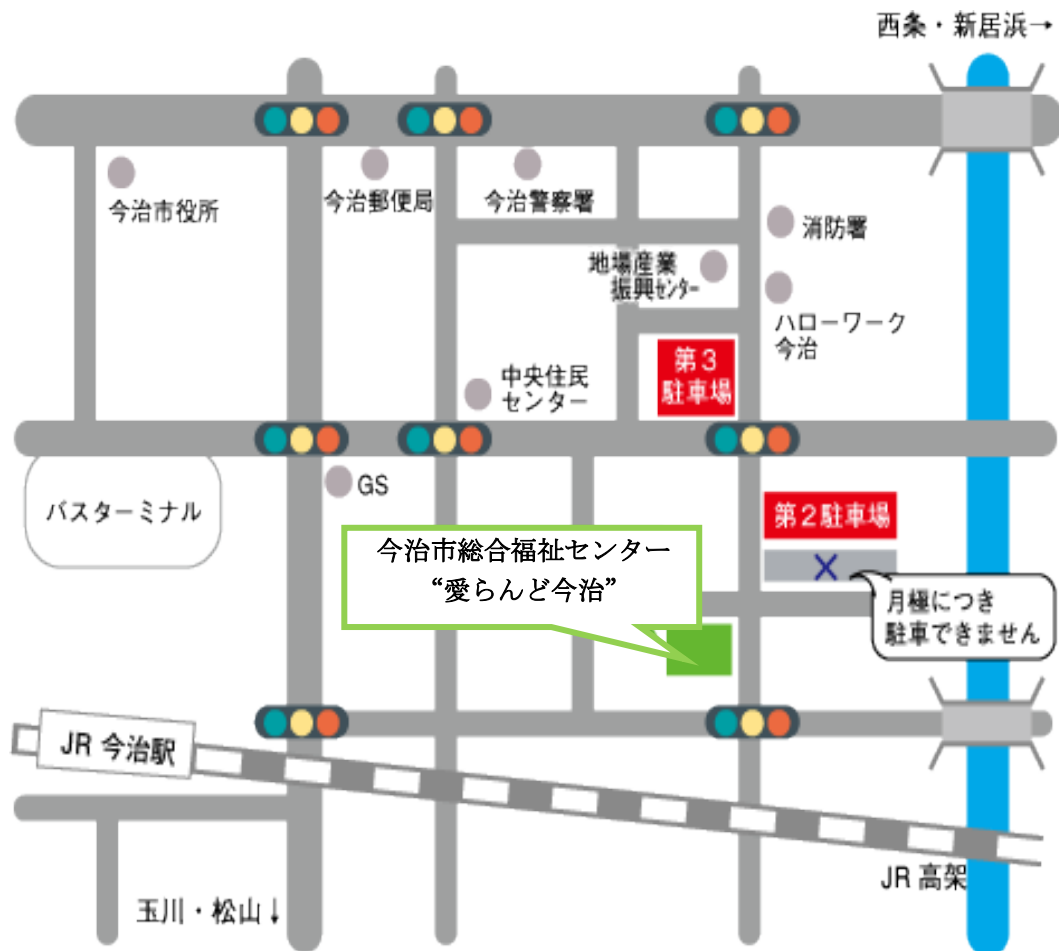 西条・新居浜→
今治市役所
今治郵便局
今治警察署
消防署
地場産業
振興センター
ハローワーク
今治
第3
駐車場
中央住民
センター
GS
バスターミナル
第2駐車場
X
今治市総合福祉センター
“愛らんど今治”
月極につき
駐車できません
JR 今治駅
JR 高架
玉川・松山↓